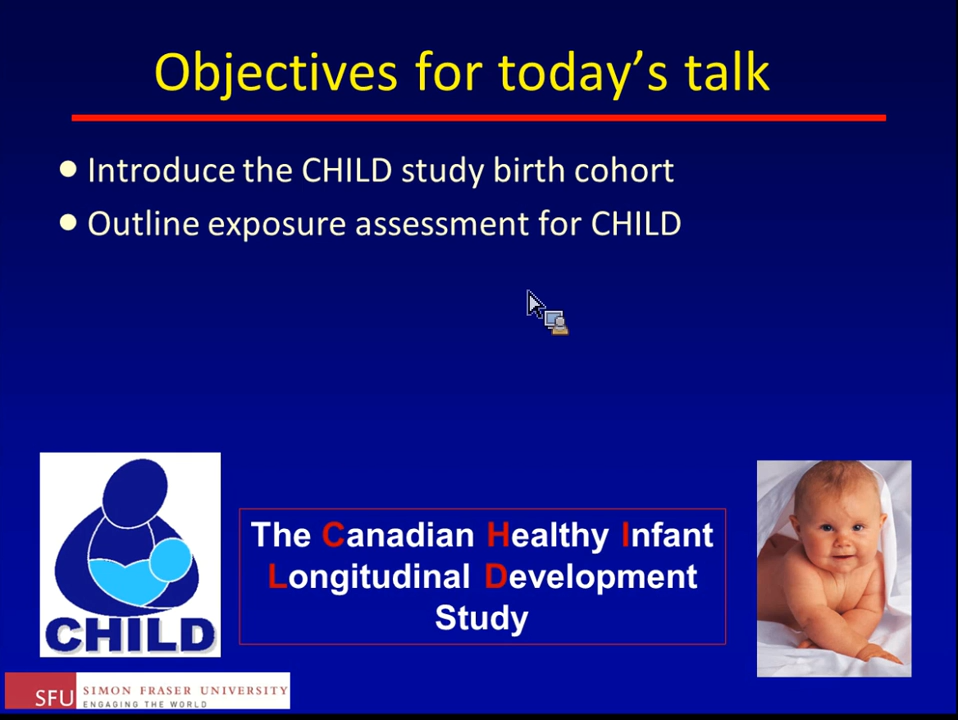 Objectives for today's talk
Introduce the CHILD study birth cohort
Outline exposure assessment for CHILD
The Canadian Healthy Infant
Longitudinal Development
Study
CHILD
SFU SIMON FRASER UNIVERSITY
ENGAGING THE WORLD